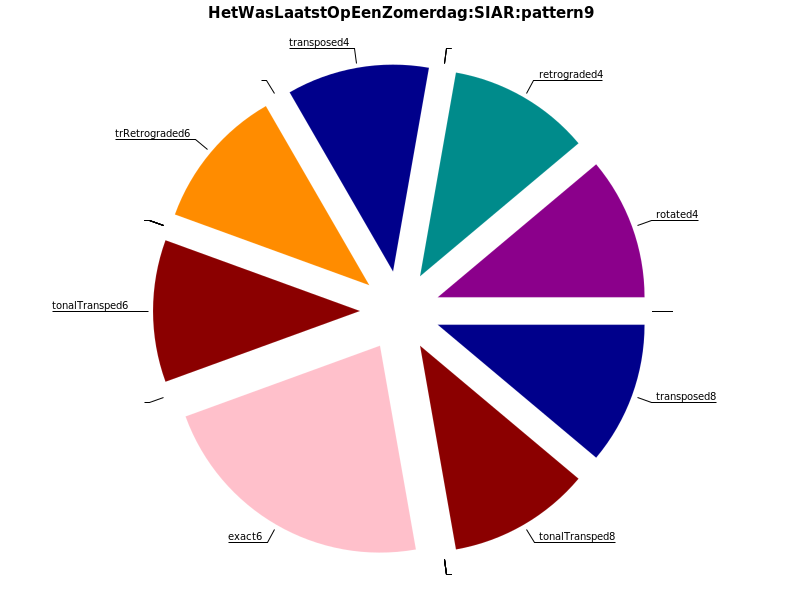 HetWasLaatstOpEenZomerdag:SIAR:pattern9
transposed4
retrograded4
trRetrograded6
rotated4
tonalTransped6
transposed8
exact6
tonalTransped8